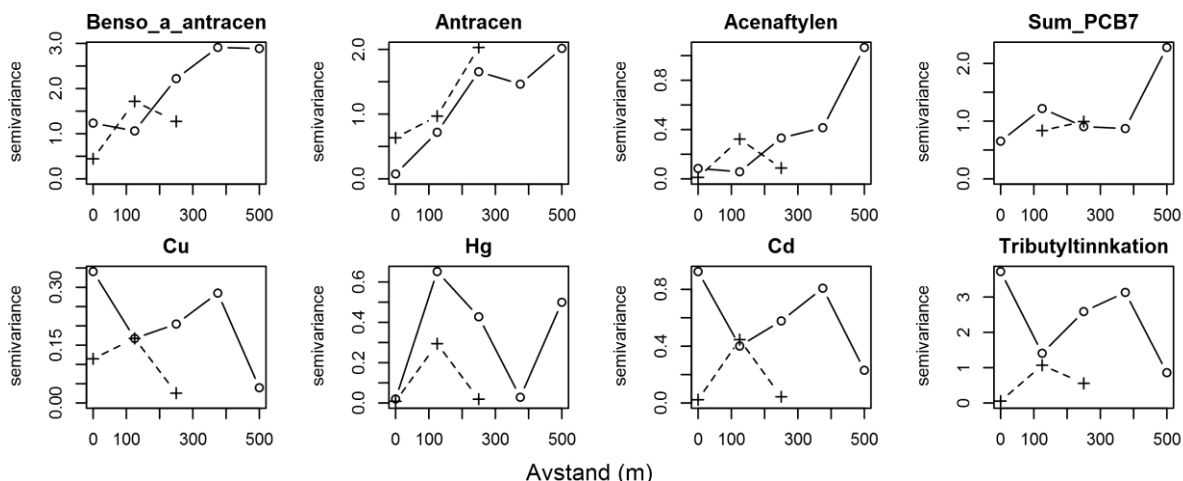 Benso_a_antracen
semivariance
0.0 1.0 2.0 3.0
0 100 300 500
Antracen
semivariance
0.0 1.0 2.0
0 100 300 500
Acenaftylen
semivariance
0.0 0.4 0.8
0 100 300 500
Sum_PCB7
semivariance
0.0 1.0 2.0
0 100 300 500
Cu
semivariance
0.00 0.15 0.30
0 100 300 500
Hg
semivariance
0.0 0.2 0.4 0.6
0 100 300 500
Cd
semivariance
0.0 0.4 0.8
0 100 300 500
Tributyltinnkation
semivariance
0 1 2 3
0 100 300 500
Avstand (m)